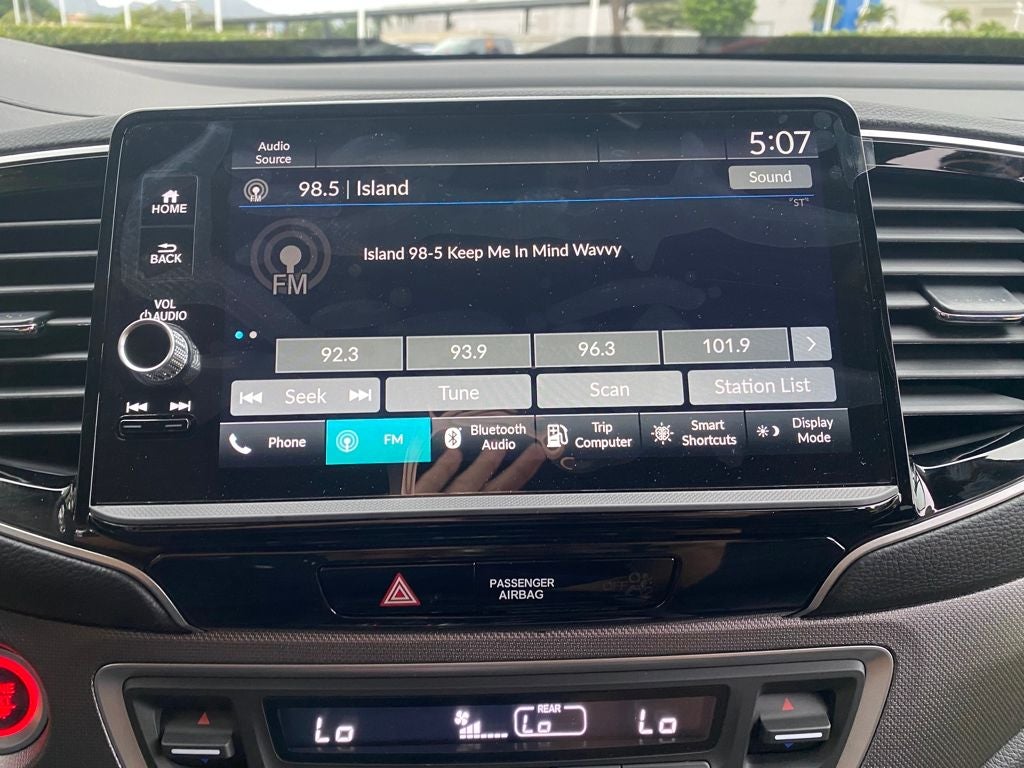 Audio
Source
5:07
98.5 | Island
Sound
FM
ST
HOME
BACK
Island 98-5 Keep Me In Mind Wavvy
FM
VOL
AUDIO
92.3
93.9
96.3
101.9
Seek
Tune
Scan
Station List
Phone
FM
Bluetooth
Audio
Trip
Computer
Smart
Shortcuts
Display
Mode
PASSENGER
AIRBAG
OFF
REAR
Lo
Lo
Lo